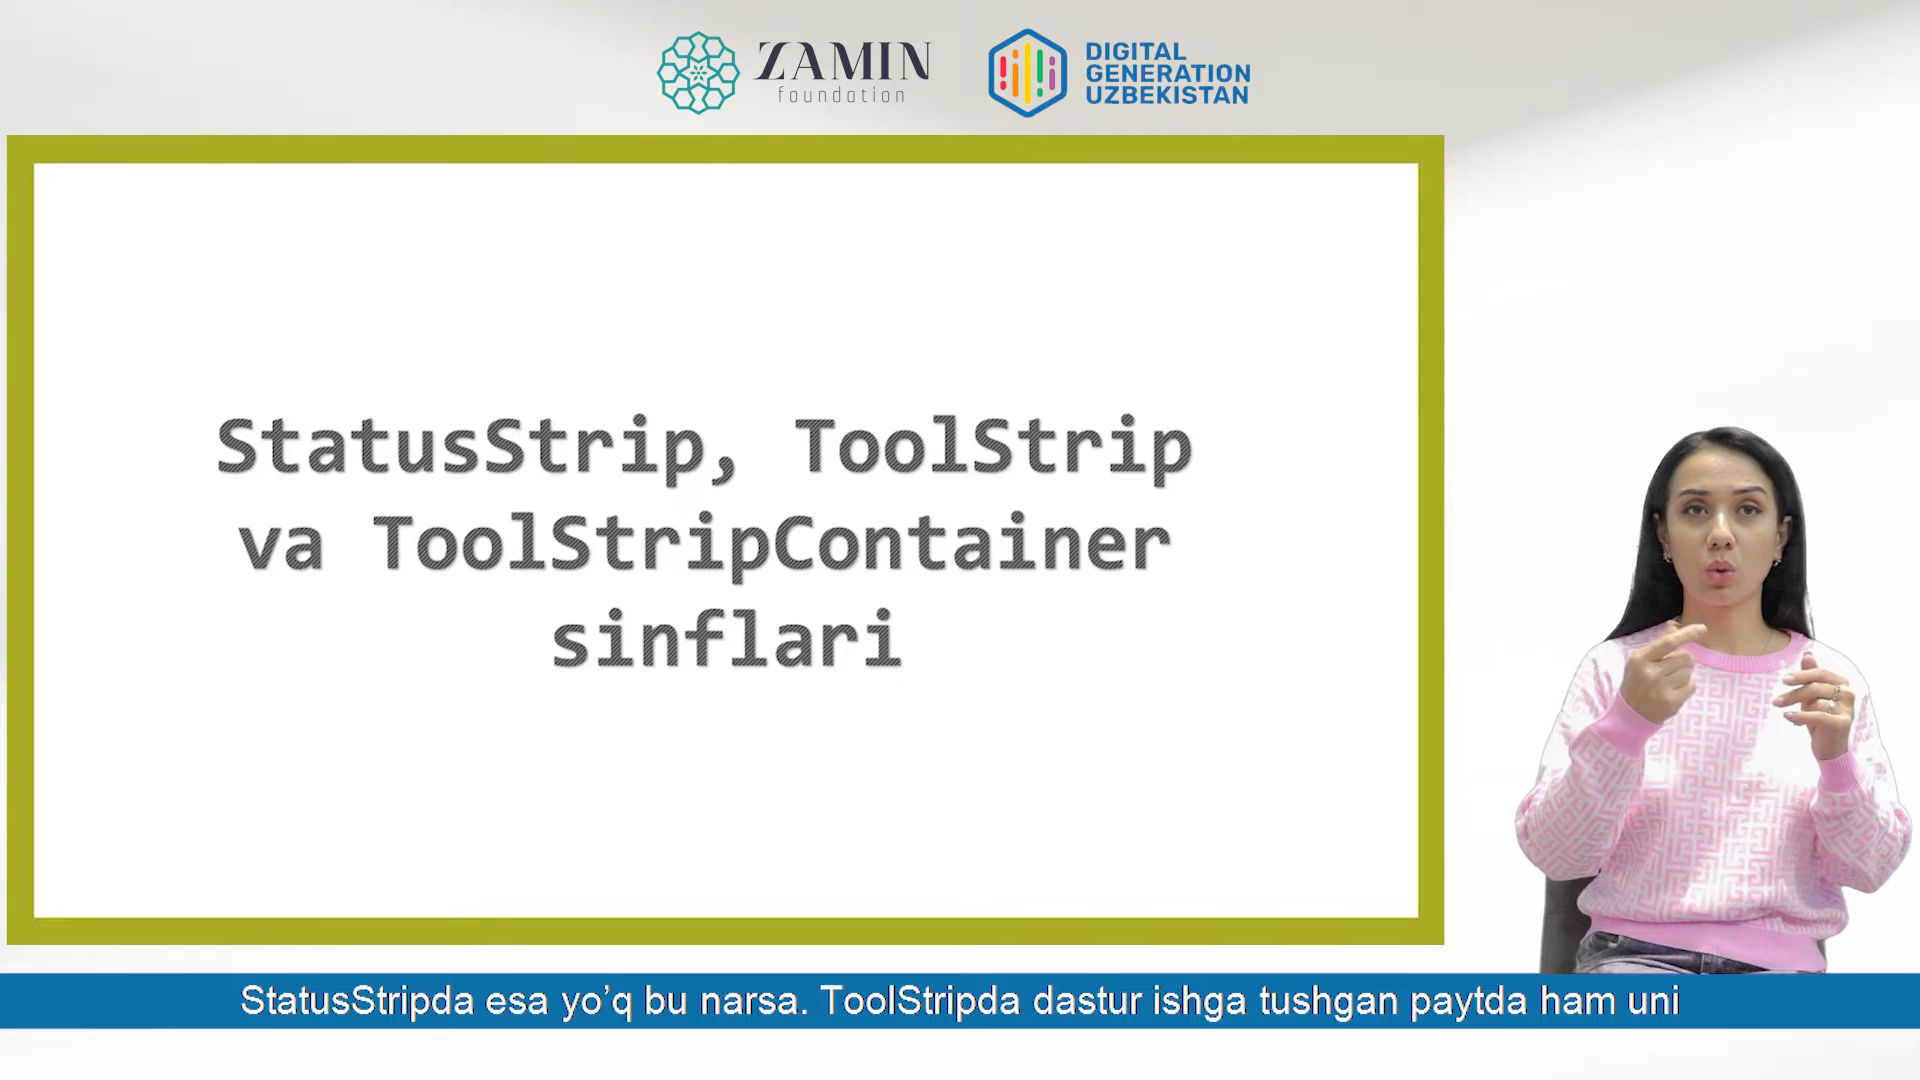 ZAMIN
foundation
DIGITAL
GENERATION
UZBEKISTAN
StatusStrip, ToolStrip
va ToolStripContainer
sinflari
StatusStripda esa yo’q bu narsa. ToolStripda dastur ishga tushgan paytda ham uni